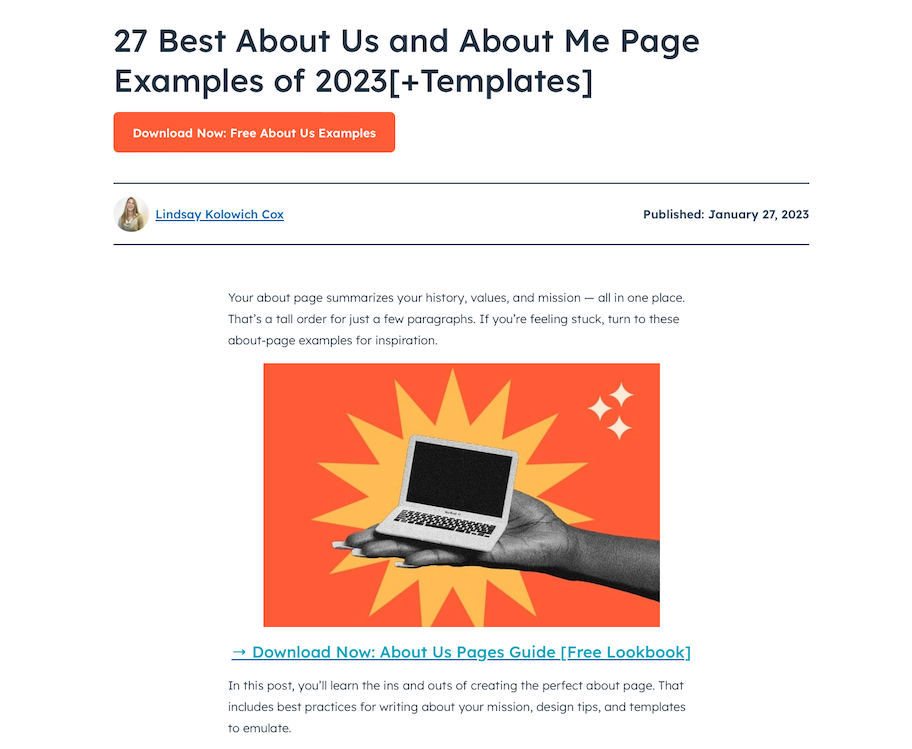 27 Best About Us and About Me Page
Examples of 2023[+Templates]
Download Now: Free About Us Examples
Lindsay Kolowich Cox
Published: January 27, 2023
Your about page summarizes your history, values, and mission — all in one place.
That's a tall order for just a few paragraphs. If you're feeling stuck, turn to these
about-page examples for inspiration.
→ Download Now: About Us Pages Guide [Free Lookbook]
In this post, you'll learn the ins and outs of creating the perfect about page. That
includes best practices for writing about your mission, design tips, and templates
to emulate.